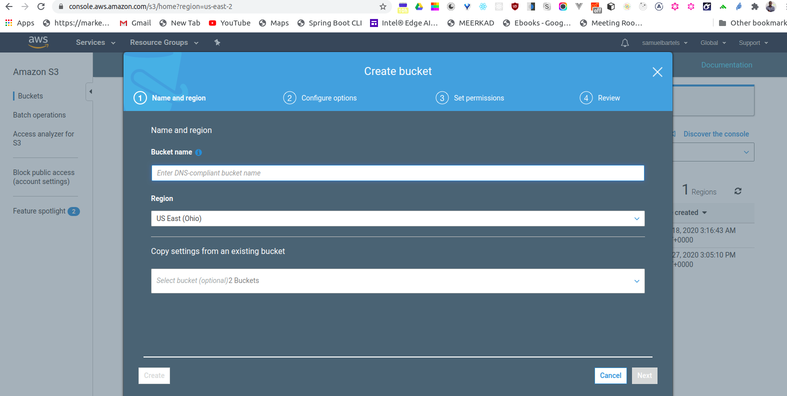 console.aws.amazon.com/s3/home?region=us-east-2
Apps https://marke... Gmail New Tab YouTube Maps Spring Boot CLI Intel® Edge AI... MEERKAD Ebooks - Goog... Meeting Roo... Other bookmark
aws Services Resource Groups samuelbartels Global Support
Amazon S3
Buckets
Batch operations
Access analyzer for
S3
Block public access
(account settings)
Feature spotlight 2
Documentation
Discover the console
1 Regions
created
18, 2020 3:16:43 AM
+0000
27, 2020 3:05:10 PM
+0000
Create bucket
1 Name and region 2 Configure options 3 Set permissions 4 Review
Name and region
Bucket name
Enter DNS-compliant bucket name
Region
US East (Ohio)
Copy settings from an existing bucket
Select bucket (optional)2 Buckets
Create Cancel Next